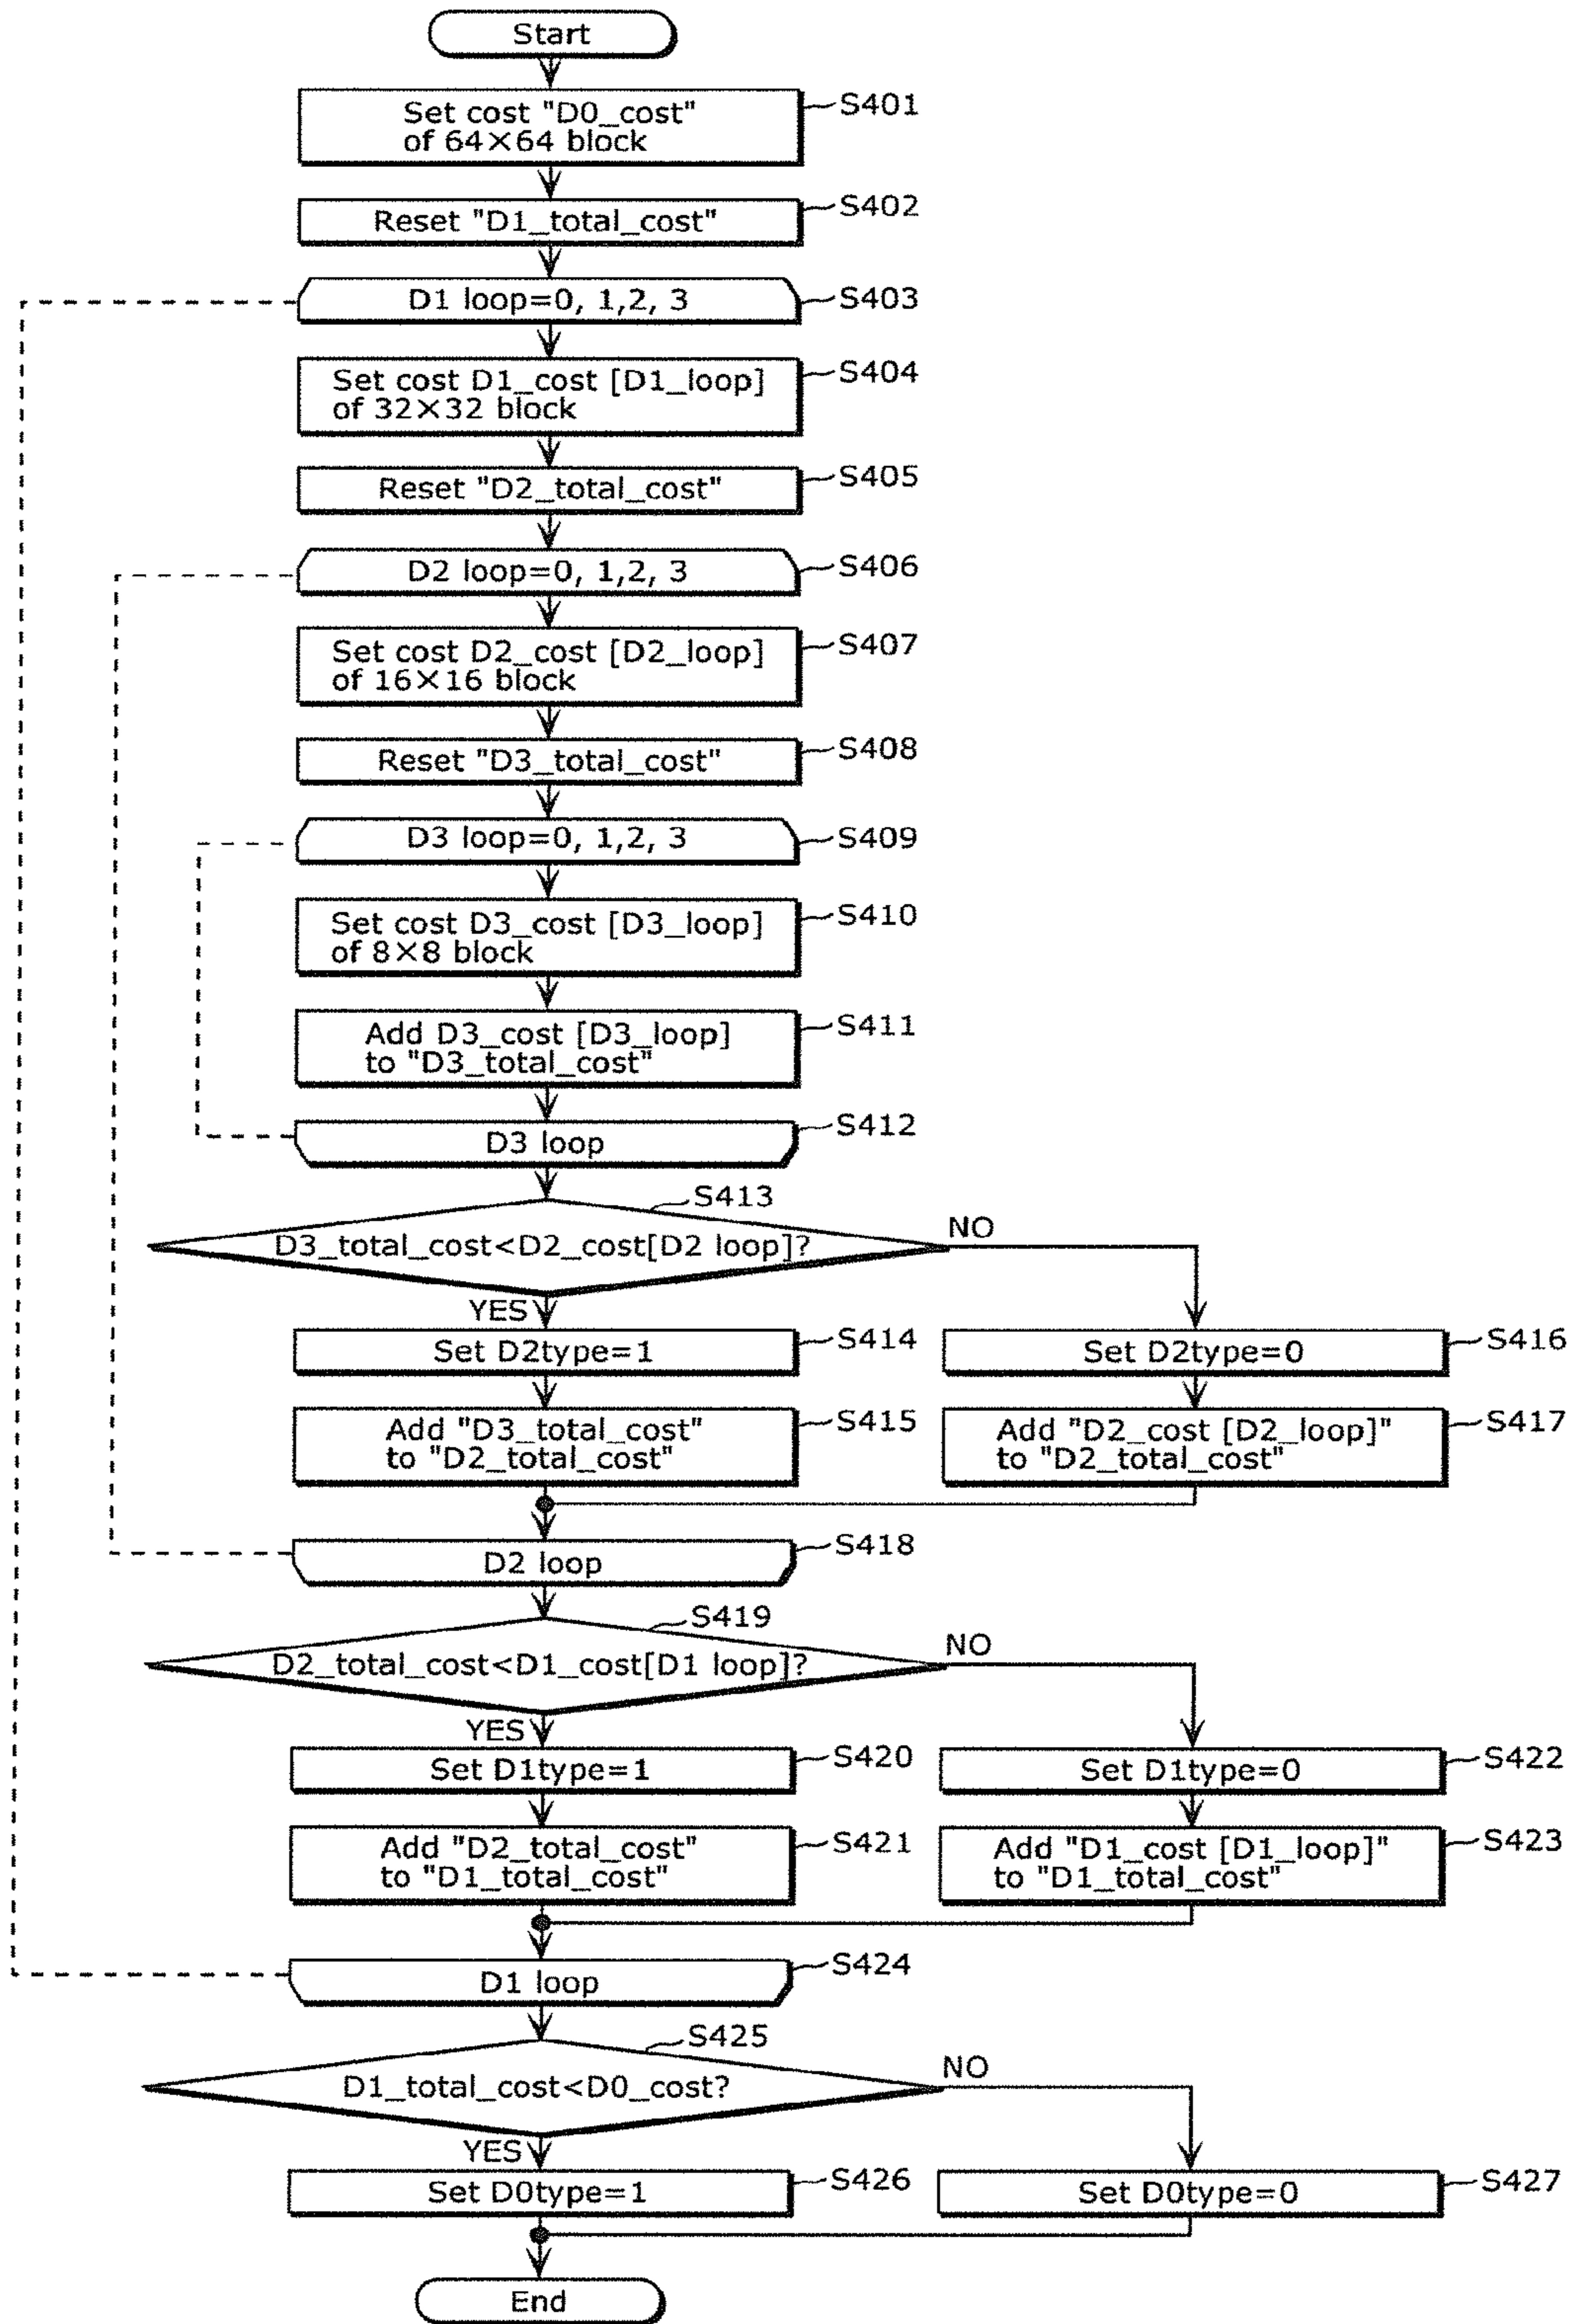 Start
Set cost "D0_cost"
of 64×64 block
S401
Reset "D1_total_cost"
S402
D1 loop=0, 1,2, 3
S403
Set cost D1_cost [D1_loop]
of 32×32 block
S404
Reset "D2_total_cost"
S405
D2 loop=0, 1,2, 3
S406
Set cost D2_cost [D2_loop]
of 16×16 block
S407
Reset "D3_total_cost"
S408
D3 loop=0, 1,2, 3
S409
Set cost D3_cost [D3_loop]
of 8×8 block
S410
Add D3_cost [D3_loop]
to "D3_total_cost"
S411
D3 loop
S412
S413
D3_total_cost<D2_cost[D2 loop]?
NO
YES
Set D2type=1
S414
Set D2type=0
S416
Add "D3_total_cost"
to "D2_total_cost"
S415
Add "D2_cost [D2_loop]"
to "D2_total_cost"
S417
D2 loop
S418
S419
D2_total_cost<D1_cost[D1 loop]?
NO
YES
Set D1type=1
S420
Set D1type=0
S422
Add "D2_total_cost"
to "D1_total_cost"
S421
Add "D1_cost [D1_loop]"
to "D1_total_cost"
S423
D1 loop
S424
S425
D1_total_cost<D0_cost?
NO
YES
Set D0type=1
S426
Set D0type=0
S427
End